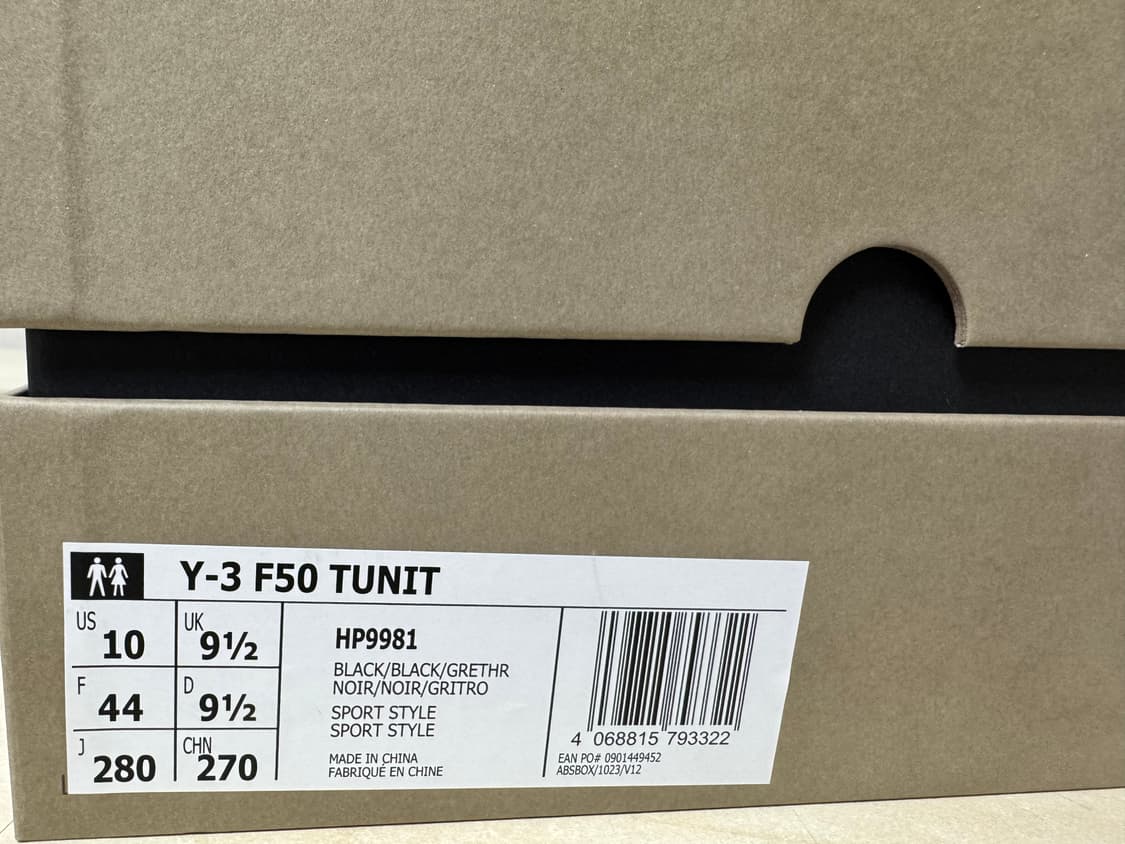 Y-3 F50 TUNIT
US 10 UK 9½
F 44 D 9½
J 280 CHN 270
HP9981
BLACK/BLACK/GRETHR
NOIR/NOIR/GRITRO
SPORT STYLE
SPORT STYLE
MADE IN CHINA
FABRIQUÉ EN CHINE
4 068815 793322
EAN PO# 0901449452
ABSBOX/1023/V12